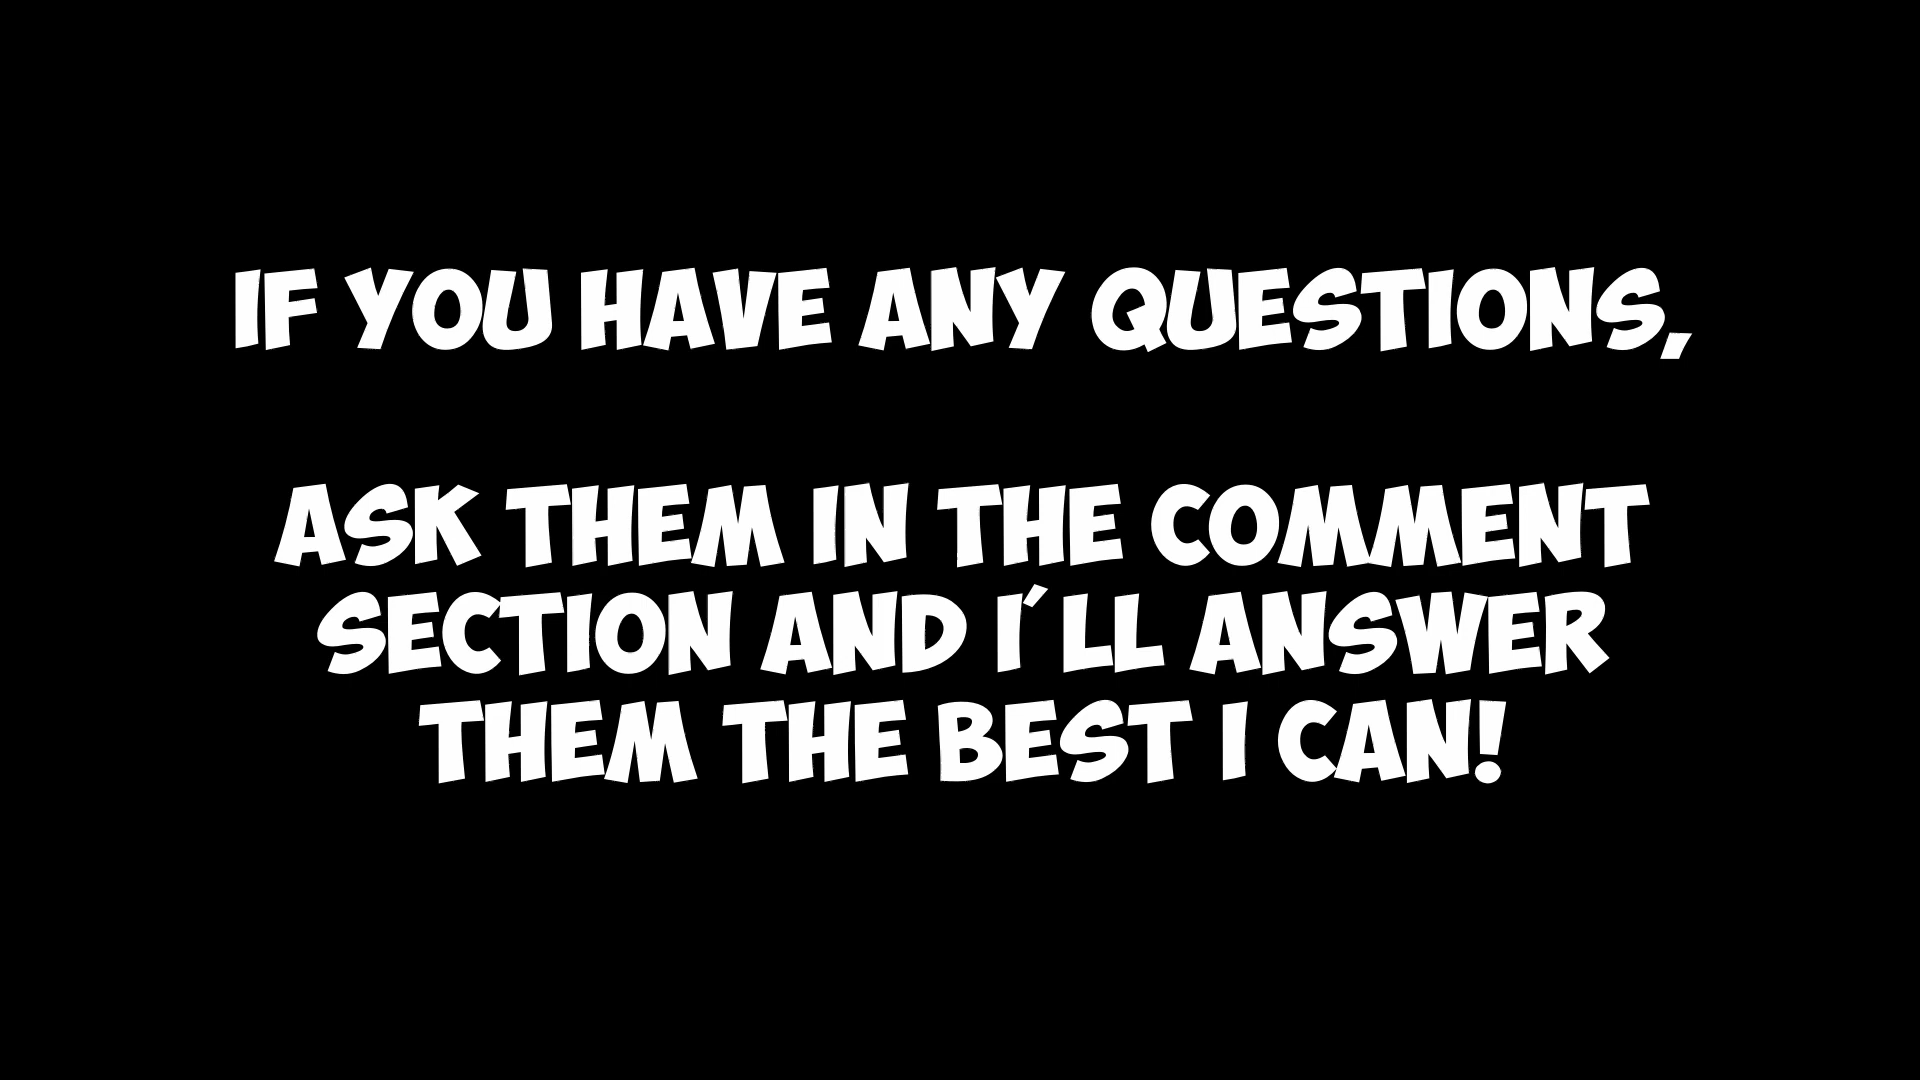 IF YOU HAVE ANY QUESTIONS,
ASK THEM IN THE COMMENT
SECTION AND I´LL ANSWER
THEM THE BEST I CAN!